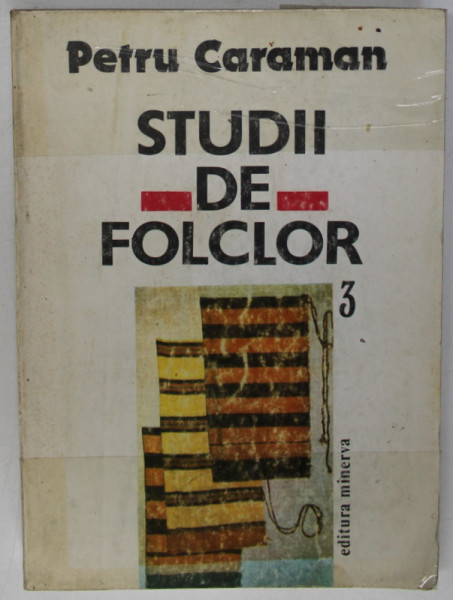 Petru Caraman
STUDII
DE
FOLCLOR
3
editura minerva